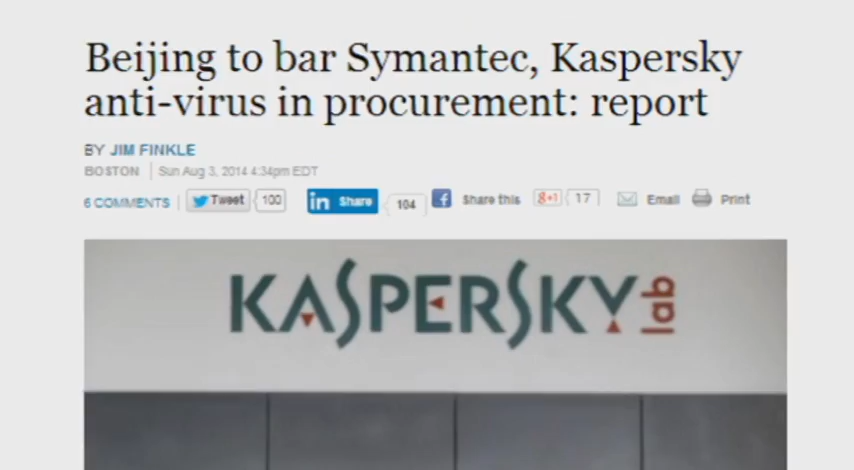 Beijing to bar Symantec, Kaspersky
anti-virus in procurement: report
BY JIM FINKLE
BOSTON | Sun Aug 3, 2014 4:34pm EDT
6 COMMENTS | Tweet 100 in Share 104 f Share this g+1 17 Email Print
KASPERSKY lab